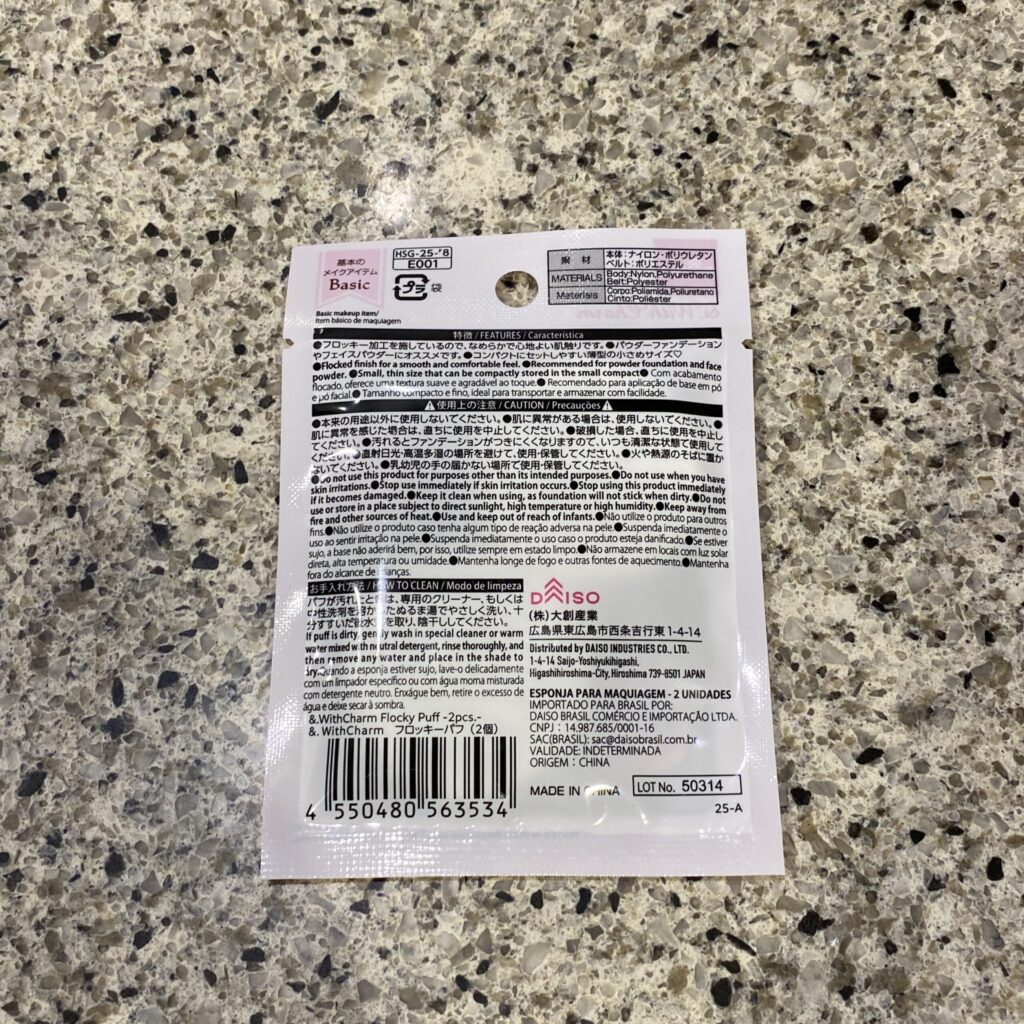 基本の
メイクアイテム
Basic
Basic makeup item/
Item básico de maquiagem
HSG-25-*8
E001
プラ 袋
素材 本体:ナイロン・ポリウレタン
ベルト:ポリエステル
MATERIALS Body:Nylon,Polyurethane
Belt:Polyester
Materiais Corpo:Poliamida,Poliuretano
Cinto:Poliéster
特徴 / FEATURES / Característica
●フロッキー加工を施しているので、なめらかで心地よい肌触りです。●パウダーファンデーション
やフェイスパウダーにオススメです。●コンパクトにセットしやすい薄型の小さめサイズ♡
●Flocked finish for a smooth and comfortable feel. ●Recommended for powder foundation and face
powder. ●Small, thin size that can be compactly stored in the small compact● Com acabamento
flocado, oferece uma textura suave e agradável ao toque.● Recomendado para aplicação de base em pó
e pó facial.● Tamanho compacto e fino, ideal para transportar e armazenar com facilidade.
⚠使用上の注意 / CAUTION / Precauções⚠
●本来の用途以外に使用しないでください。●肌に異常がある場合は、使用しないでください。●
肌に異常を感じた場合は、直ちに使用を中止してください。●破損した場合、直ちに使用を中止し
てください。●汚れるとファンデーションがつきにくくなりますので、いつも清潔な状態で使用して
ください。●直射日光・高温多湿の場所を避けて、使用・保管してください。●火や熱源のそばに置か
ないでください。●乳幼児の手の届かない場所で使用・保管してください。
●Do not use this product for purposes other than its intended purposes.●Do not use when you have
skin irritations.●Stop use immediately if skin irritation occurs.●Stop using this product immediately
if it becomes damaged.●Keep it clean when using, as foundation will not stick when dirty.●Do not
use or store in a place subject to direct sunlight, high temperature or high humidity.●Keep away from
fire and other sources of heat.●Use and keep out of reach of infants.●Não utilize o produto para outros
fins.●Não utilize o produto caso tenha algum tipo de reação adversa na pele.●Suspenda imediatamente o
uso ao sentir irritação na pele.●Suspenda imediatamente o uso caso o produto esteja danificado.●Se estiver
sujo, a base não aderirá bem, por isso, utilize sempre em estado limpo.●Não armazene em locais com luz solar
direta, alta temperatura ou umidade.●Mantenha longe de fogo e outras fontes de aquecimento.●Mantenha
fora do alcance de crianças.
お手入れ方法 / HOW TO CLEAN / Modo de limpeza
パフが汚れたときは、専用のクリーナー、もしくは
中性洗剤を溶かしたぬるま湯でやさしく洗い、十
分すすいだ後水気を取り、陰干ししてください。
If puff is dirty, gently wash in special cleaner or warm
water mixed with neutral detergent, rinse thoroughly, and
then remove any water and place in the shade to
dry.Quando a esponja estiver sujo, lave-o delicadamente
com um limpador específico ou com água morna misturada
com detergente neutro. Enxágue bem, retire o excesso de
água e deixe secar à sombra.
&.WithCharm Flocky Puff -2pcs.-
&. WithCharm フロッキーパフ（2個）
4 550480 563534
DAISO
(株)大創産業
広島県東広島市西条吉行東1-4-14
Distributed by DAISO INDUSTRIES CO., LTD.
1-4-14 Saijo-Yoshiyukihigashi,
Higashihiroshima-City, Hiroshima 739-8501 JAPAN
ESPONJA PARA MAQUIAGEM - 2 UNIDADES
IMPORTADO PARA BRASIL POR:
DAISO BRASIL COMÉRCIO E IMPORTAÇÃO LTDA.
CNPJ : 14.987.685/0001-16
SAC(BRASIL): sac@daisobrasil.com.br
VALIDADE: INDETERMINADA
ORIGEM : CHINA
MADE IN CHINA LOT No. 50314
25-A